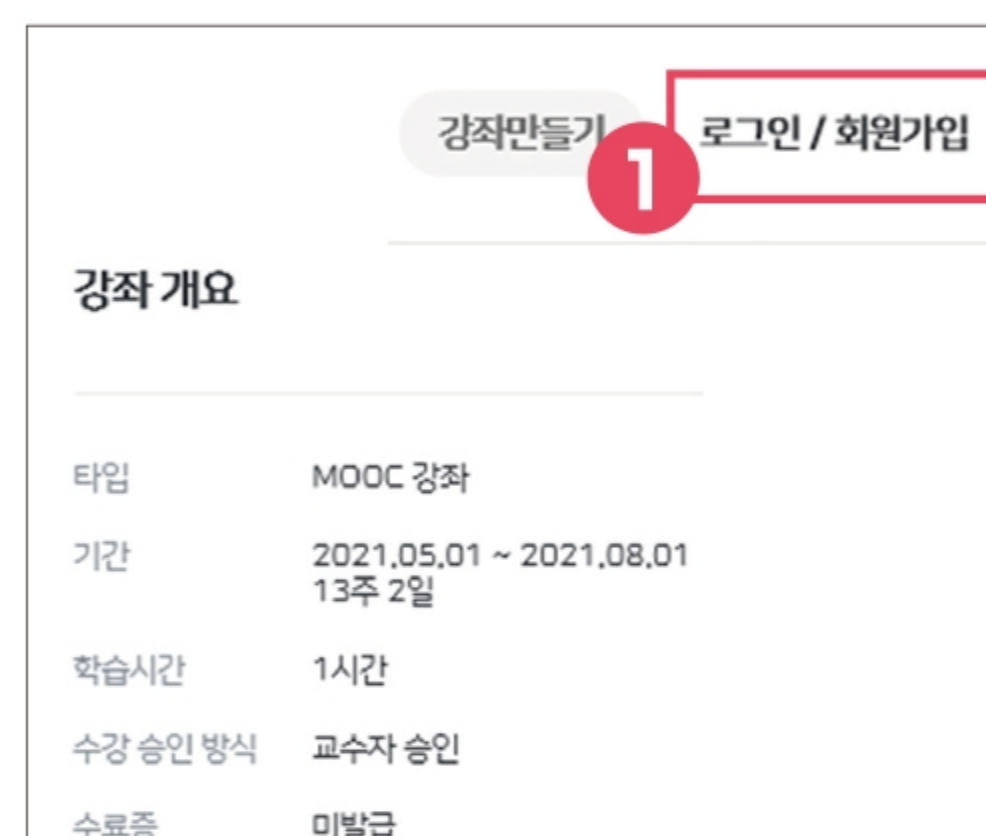 강좌만들기
1
로그인 / 회원가입
강좌 개요
타입 MOOC 강좌
기간 2021.05.01 ~ 2021.08.01
13주 2일
학습시간 1시간
수강 승인 방식 교수자 승인
수료증 미발급